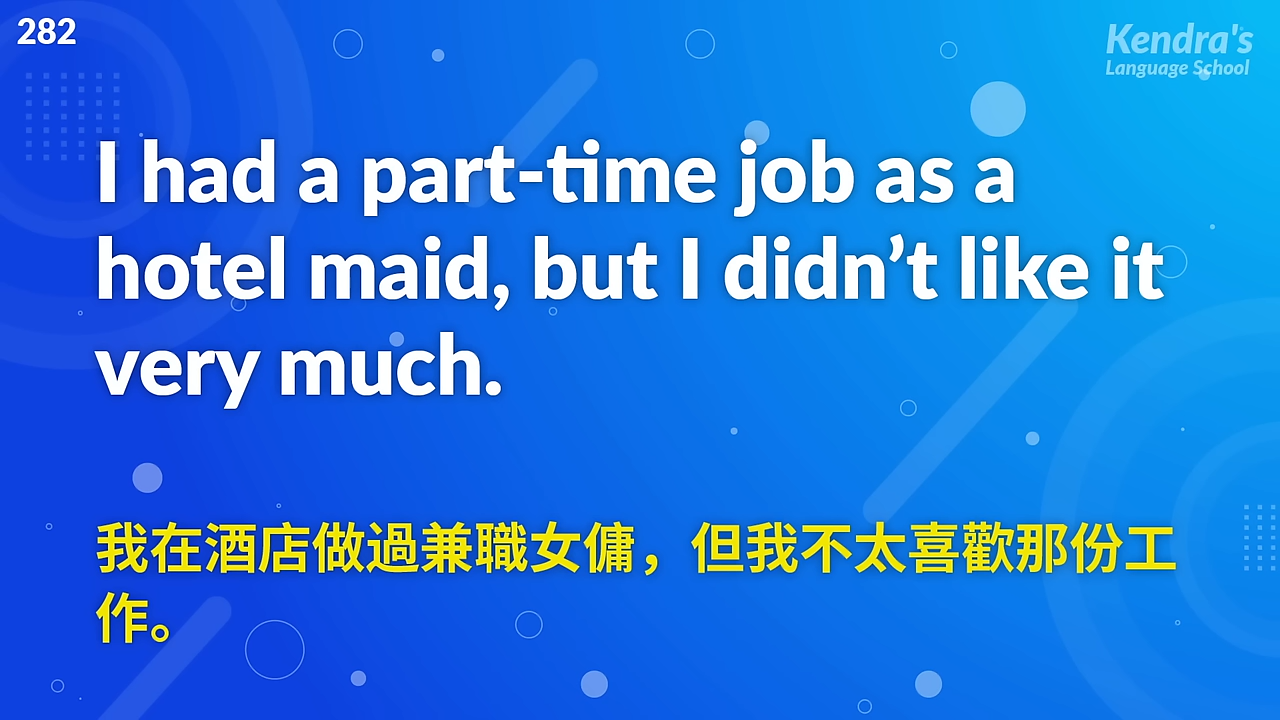 282
Kendra's
Language School
I had a part-time job as a
hotel maid, but I didn’t like it
very much.
我在酒店做過兼職女傭，但我不太喜歡那份工
作。